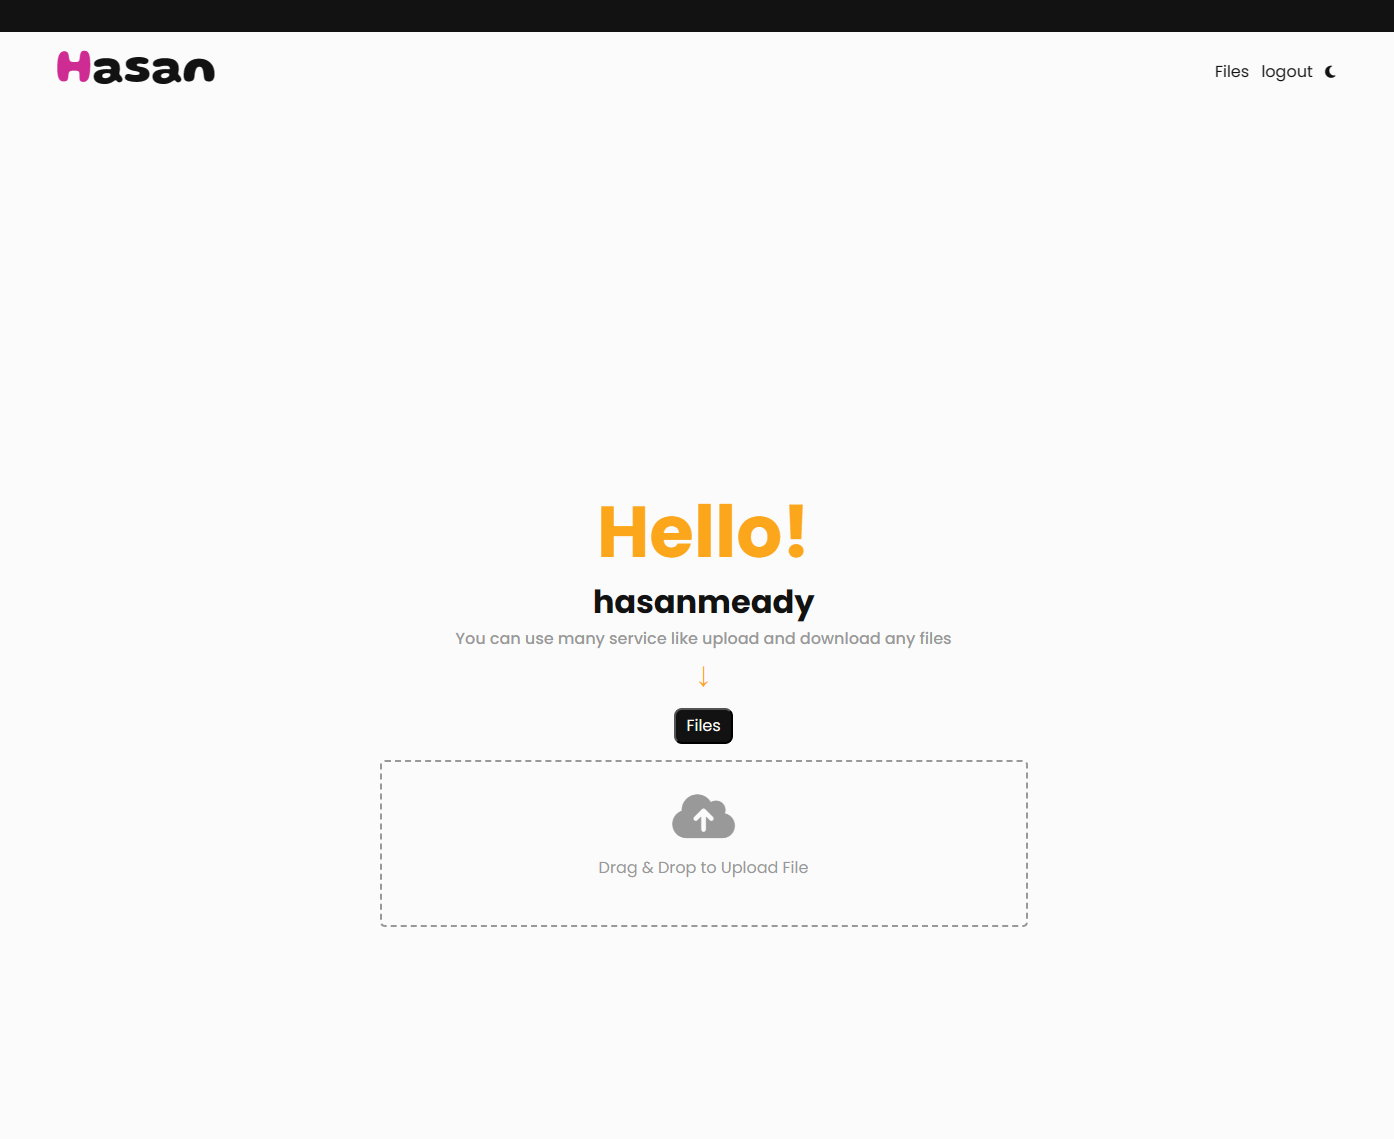 Hasan
Files logout
Hello!
hasanmeady
You can use many service like upload and download any files
↓
Files
Drag & Drop to Upload File